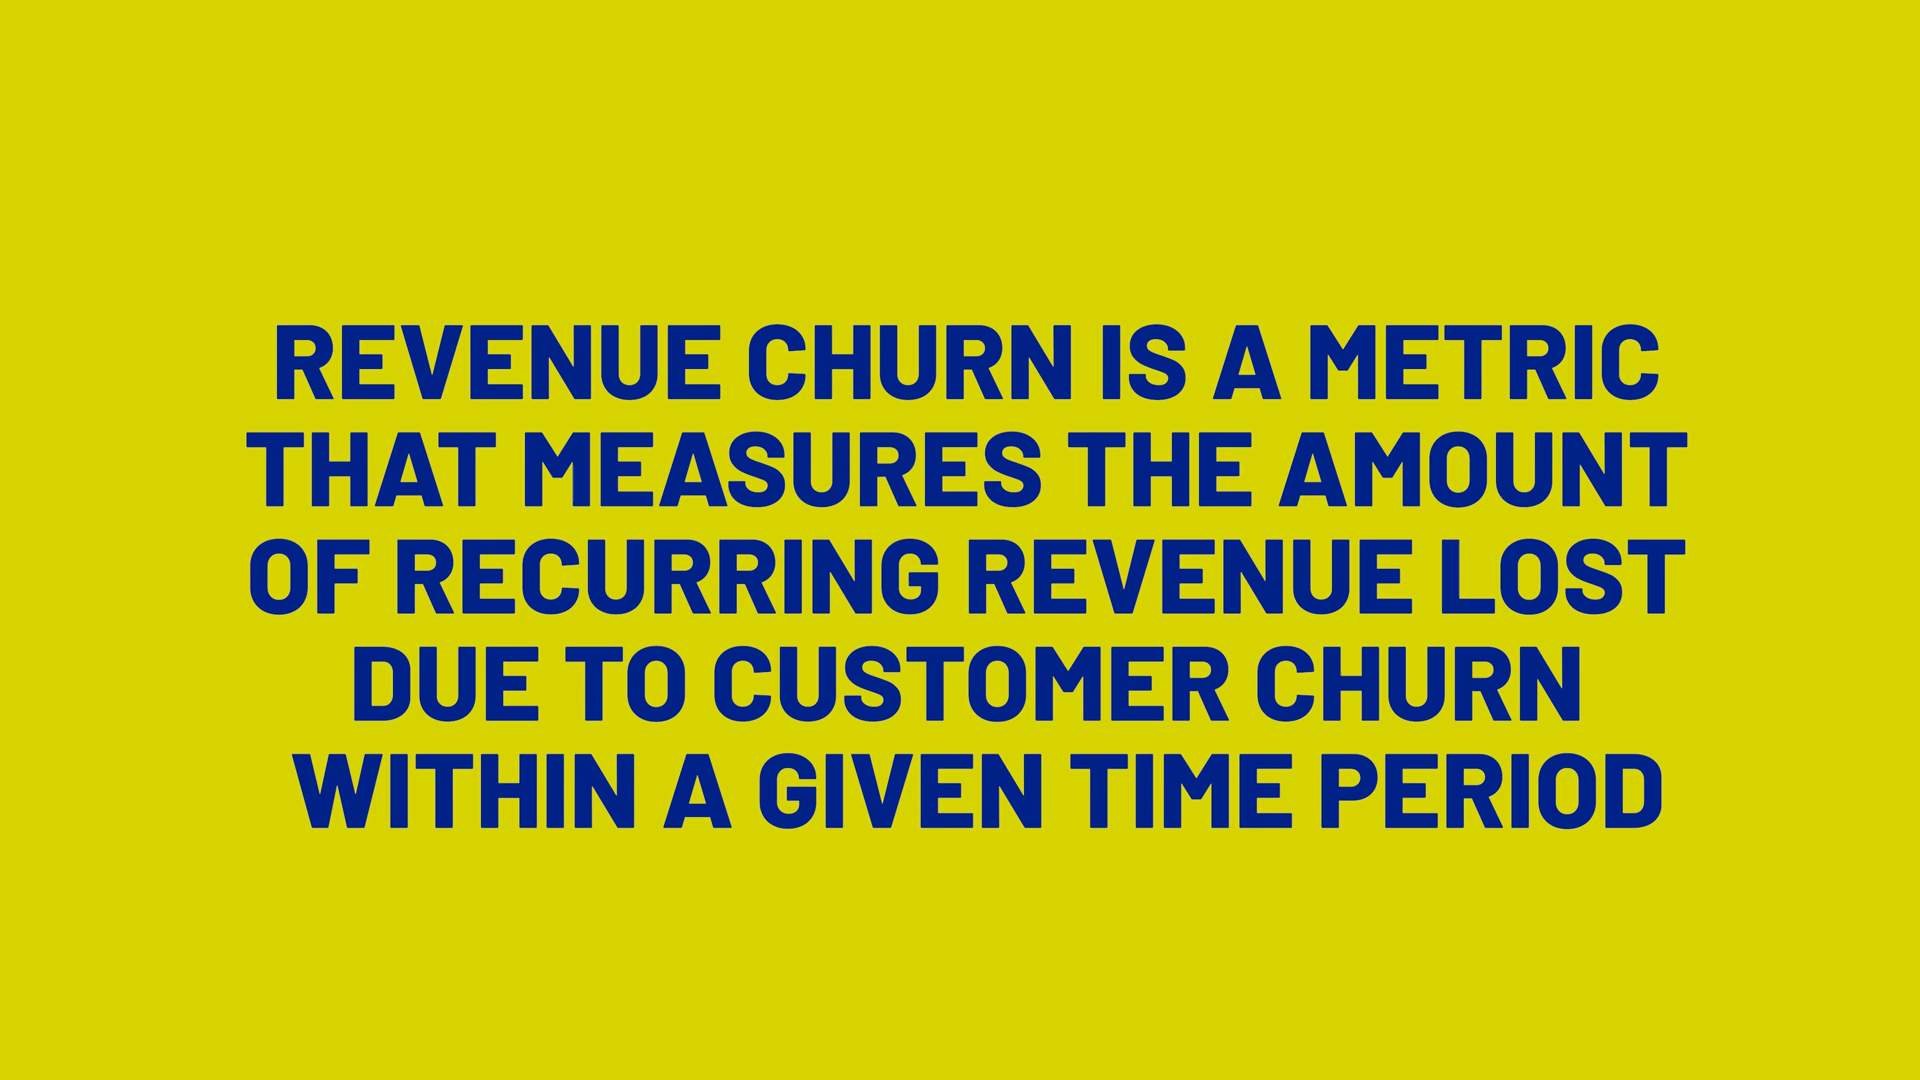 REVENUE CHURN IS A METRIC
THAT MEASURES THE AMOUNT
OF RECURRING REVENUE LOST
DUE TO CUSTOMER CHURN
WITHIN A GIVEN TIME PERIOD